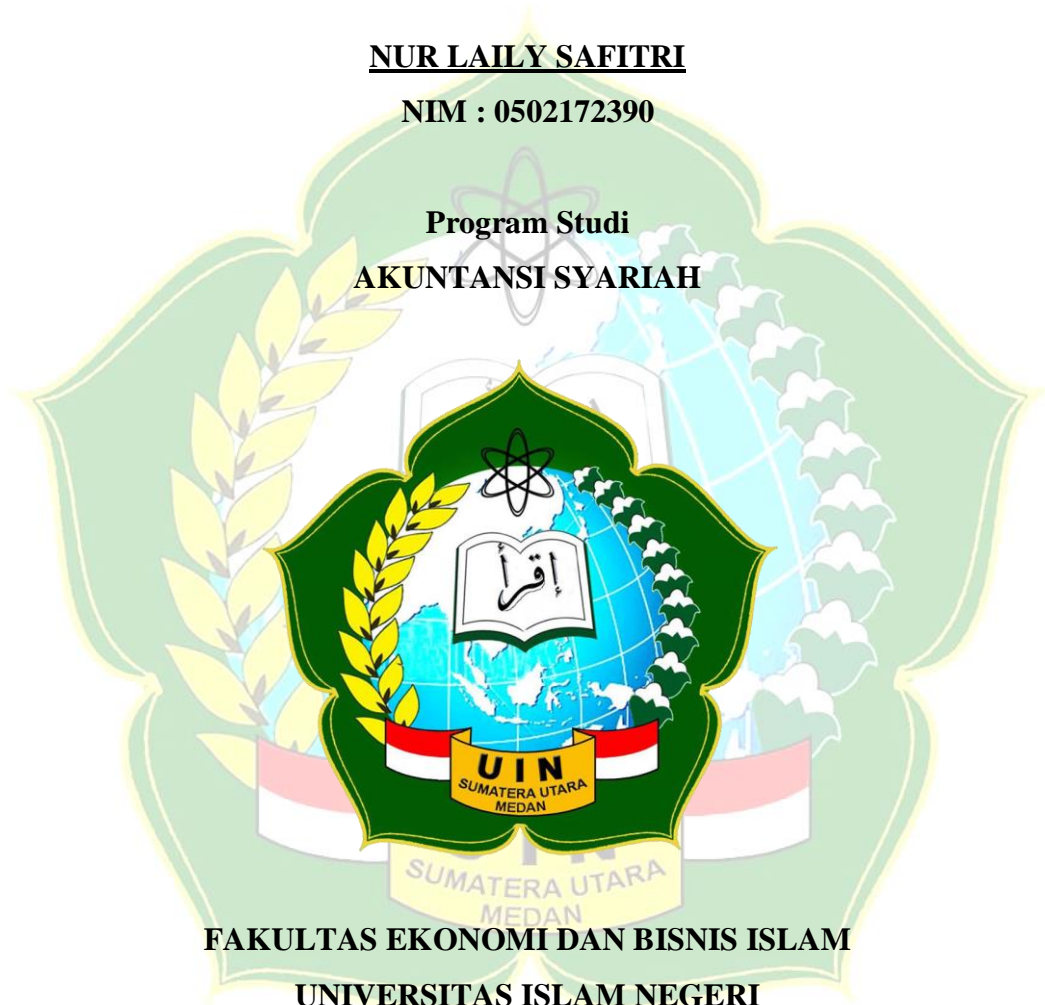 NUR LAILY SAFITRI
NIM : 0502172390
Program Studi
AKUNTANSI SYARIAH
إقرأ
UIN
SUMATERA UTARA
MEDAN
SUMATERA UTARA
MEDAN
FAKULTAS EKONOMI DAN BISNIS ISLAM
UNIVERSITAS ISLAM NEGERI